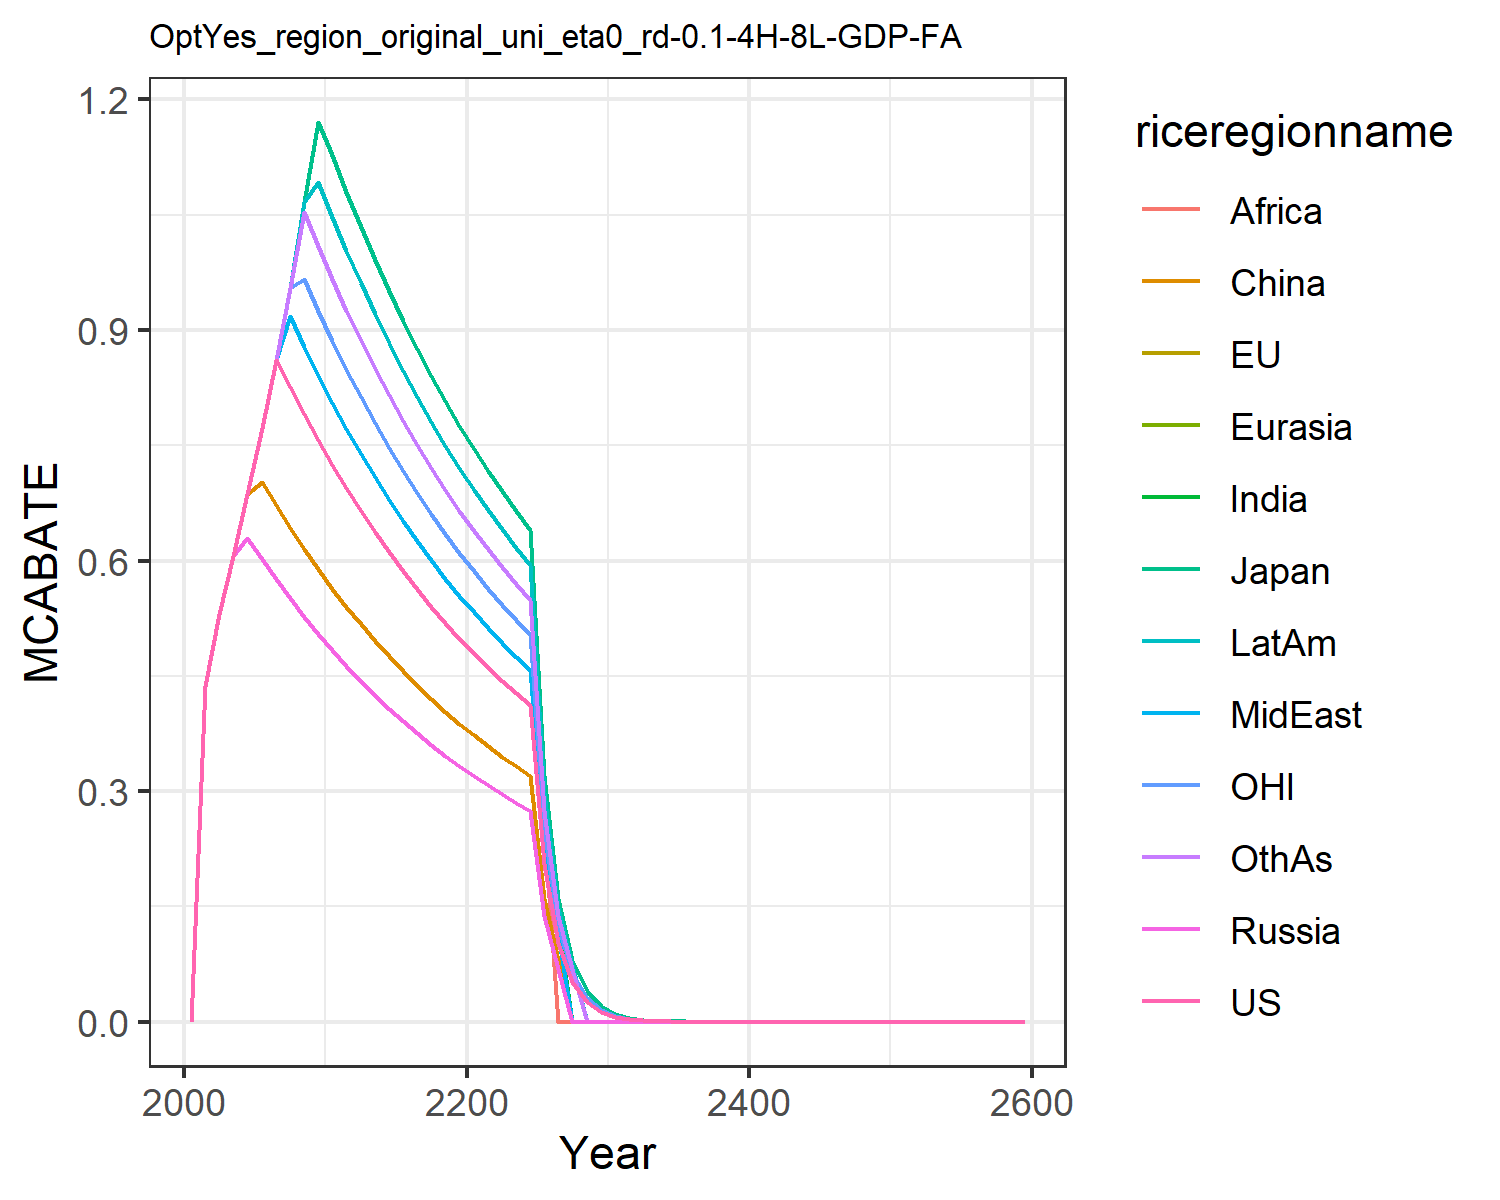 OptYes_region_original_uni_eta0_rd-0.1-4H-8L-GDP-FA
1.2
0.9
0.6
0.3
0.0
MCABATE
2000
2200
2400
2600
Year
riceregionname
Africa
China
EU
Eurasia
India
Japan
LatAm
MidEast
OHI
OthAs
Russia
US